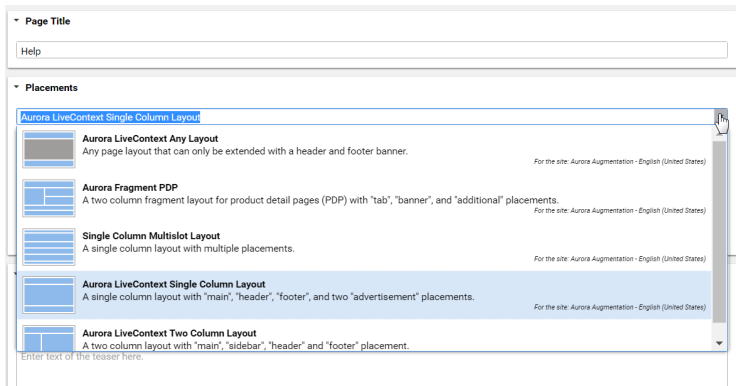 Page Title
Help
Placements
Aurora LiveContext Single Column Layout
Aurora LiveContext Any Layout
Any page layout that can only be extended with a header and footer banner.
For the site: Aurora Augmentation - English (United States)
Aurora Fragment PDP
A two column fragment layout for product detail pages (PDP) with "tab", "banner", and "additional" placements.
For the site: Aurora Augmentation - English (United States)
Single Column Multislot Layout
A single column layout with multiple placements.
For the site: Aurora Augmentation - English (United States)
Aurora LiveContext Single Column Layout
A single column layout with "main", "header", "footer", and two "advertisement" placements.
For the site: Aurora Augmentation - English (United States)
Aurora LiveContext Two Column Layout
A two column layout with "main", "sidebar", "header" and "footer" placement.
Enter text of the teaser here.